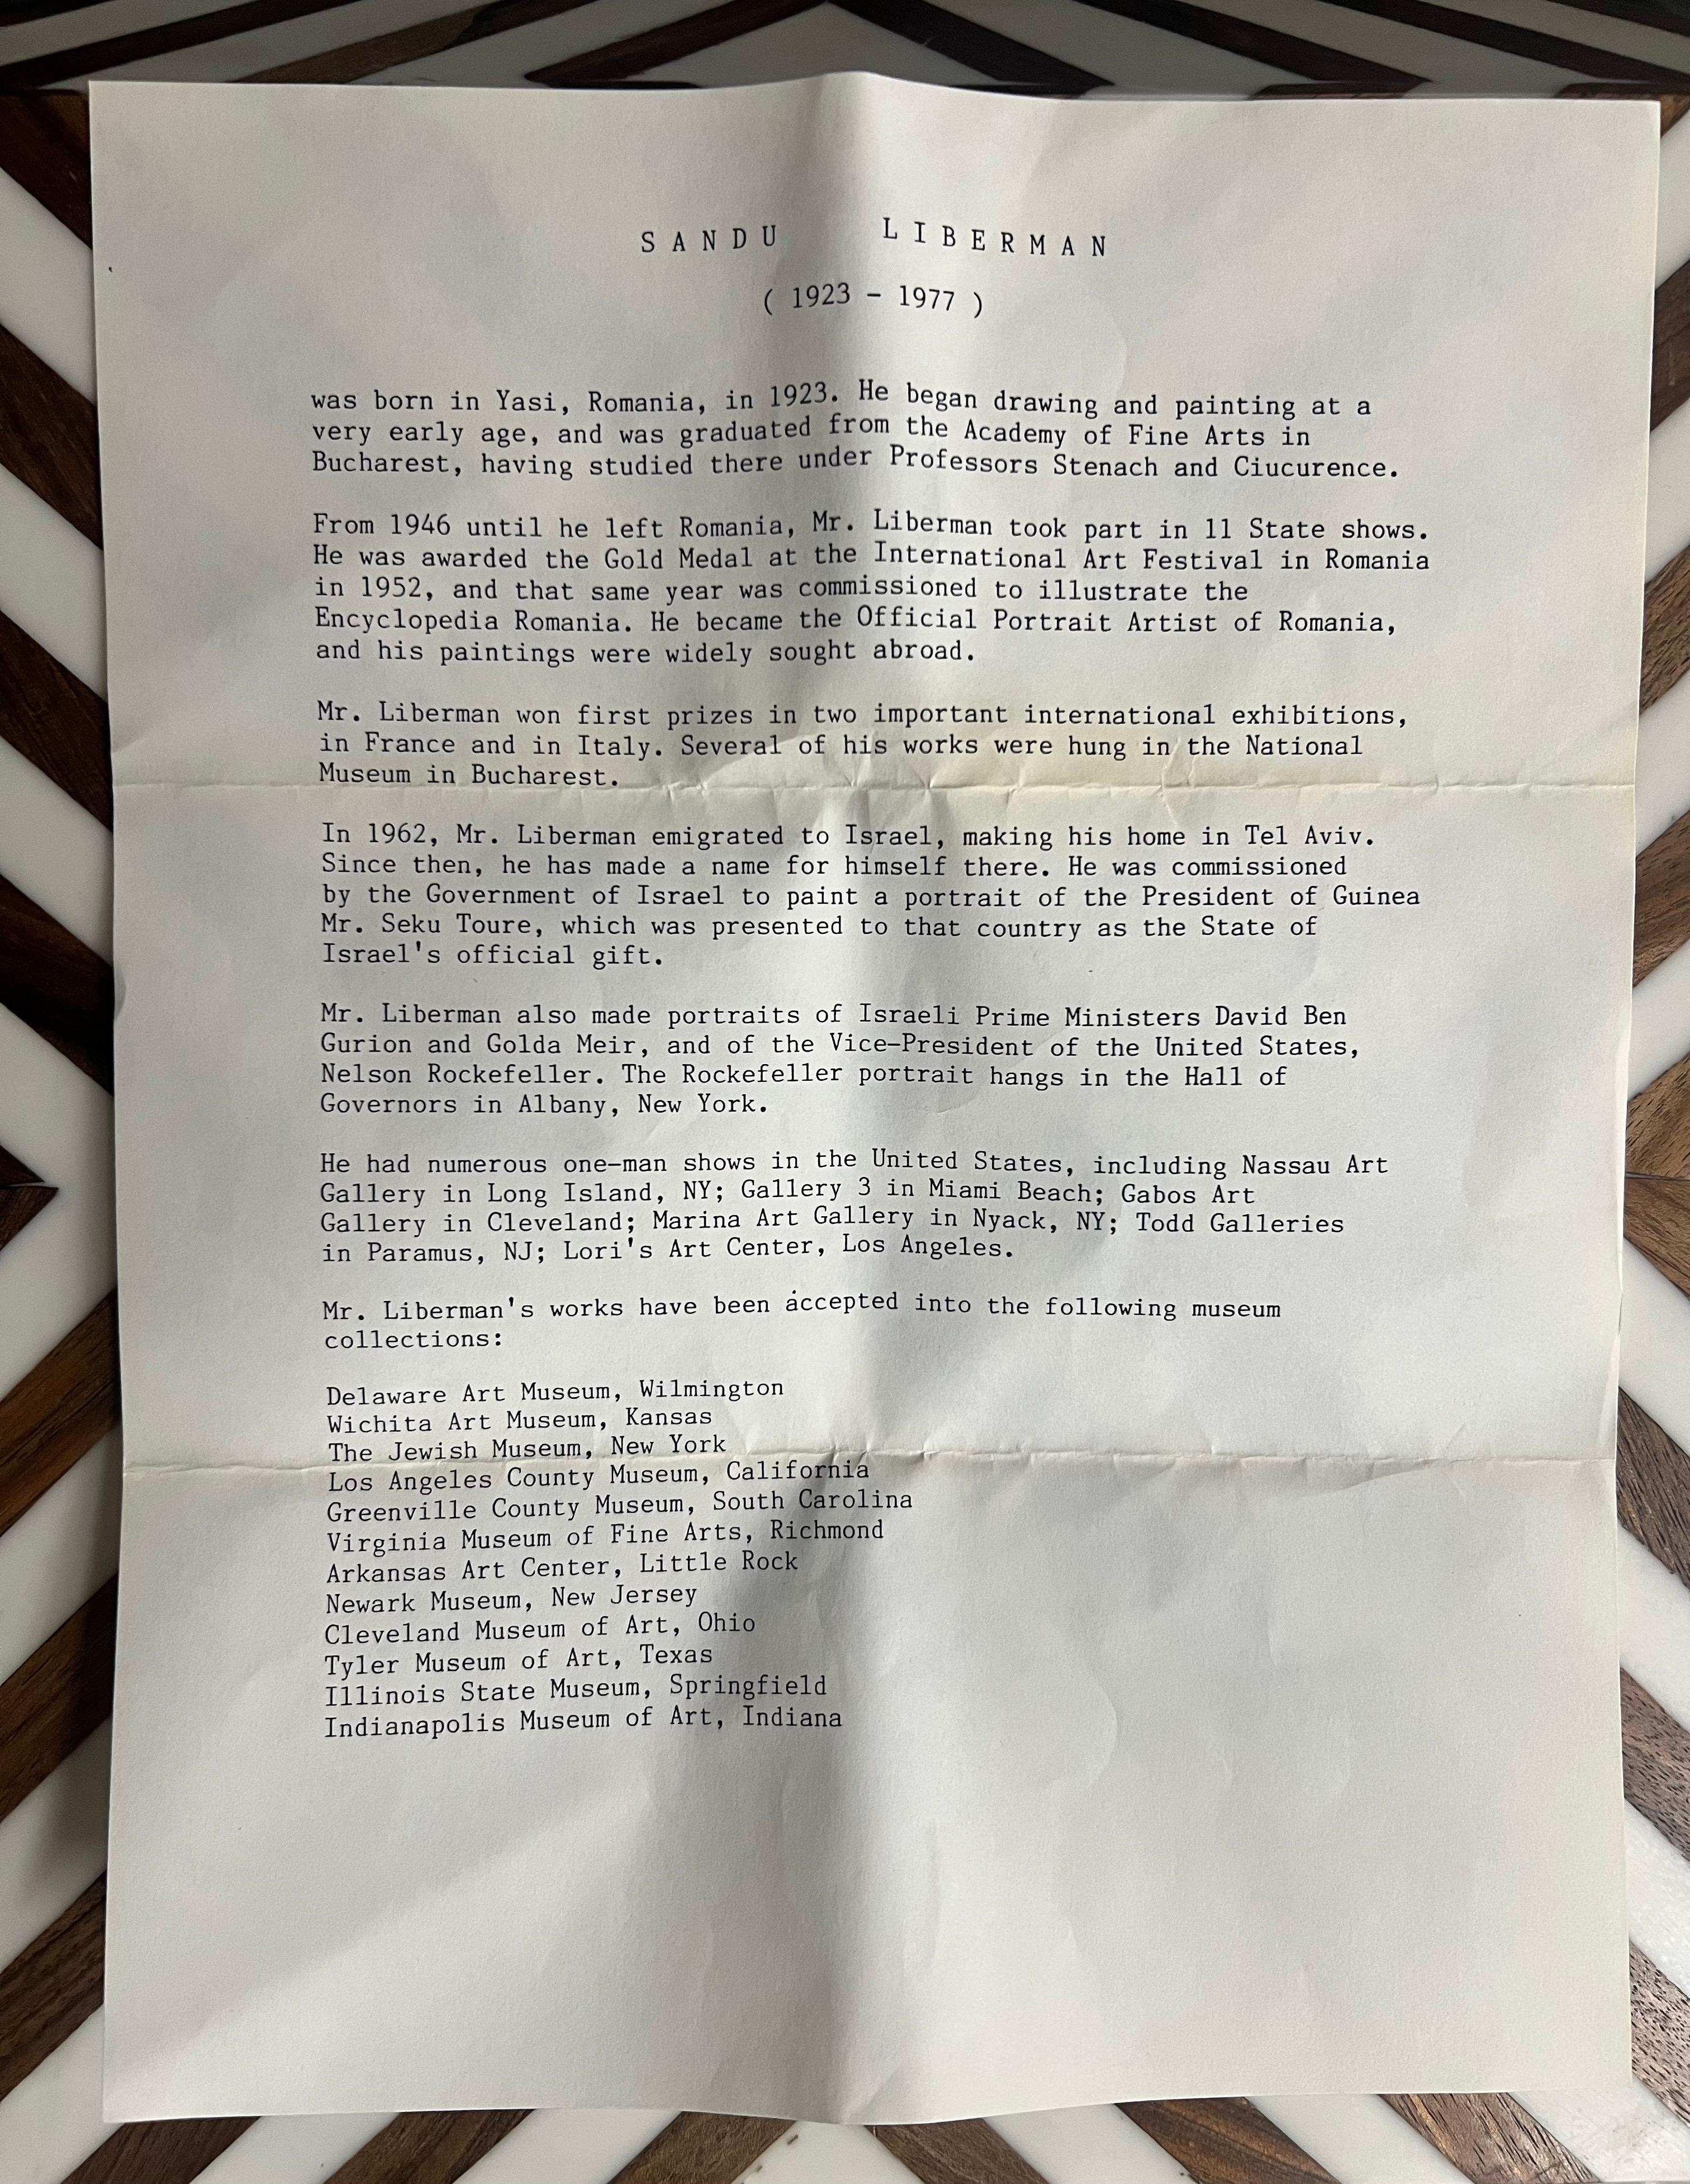 SANDU LIBERMAN
( 1923 - 1977 )
was born in Yasi, Romania, in 1923. He began drawing and painting at a
very early age, and was graduated from the Academy of Fine Arts in
Bucharest, having studied there under Professors Stenach and Ciucurence.
From 1946 until he left Romania, Mr. Liberman took part in 11 State shows.
He was awarded the Gold Medal at the International Art Festival in Romania
in 1952, and that same year was commissioned to illustrate the
Encyclopedia Romania. He became the Official Portrait Artist of Romania,
and his paintings were widely sought abroad.
Mr. Liberman won first prizes in two important international exhibitions,
in France and in Italy. Several of his works were hung in the National
Museum in Bucharest.
In 1962, Mr. Liberman emigrated to Israel, making his home in Tel Aviv.
Since then, he has made a name for himself there. He was commissioned
by the Government of Israel to paint a portrait of the President of Guinea
Mr. Seku Toure, which was presented to that country as the State of
Israel's official gift.
Mr. Liberman also made portraits of Israeli Prime Ministers David Ben
Gurion and Golda Meir, and of the Vice-President of the United States,
Nelson Rockefeller. The Rockefeller portrait hangs in the Hall of
Governors in Albany, New York.
He had numerous one-man shows in the United States, including Nassau Art
Gallery in Long Island, NY; Gallery 3 in Miami Beach; Gabos Art
Gallery in Cleveland; Marina Art Gallery in Nyack, NY; Todd Galleries
in Paramus, NJ; Lori's Art Center, Los Angeles.
Mr. Liberman's works have been accepted into the following museum
collections:
Delaware Art Museum, Wilmington
Wichita Art Museum, Kansas
The Jewish Museum, New York
Los Angeles County Museum, California
Greenville County Museum, South Carolina
Virginia Museum of Fine Arts, Richmond
Arkansas Art Center, Little Rock
Newark Museum, New Jersey
Cleveland Museum of Art, Ohio
Tyler Museum of Art, Texas
Illinois State Museum, Springfield
Indianapolis Museum of Art, Indiana